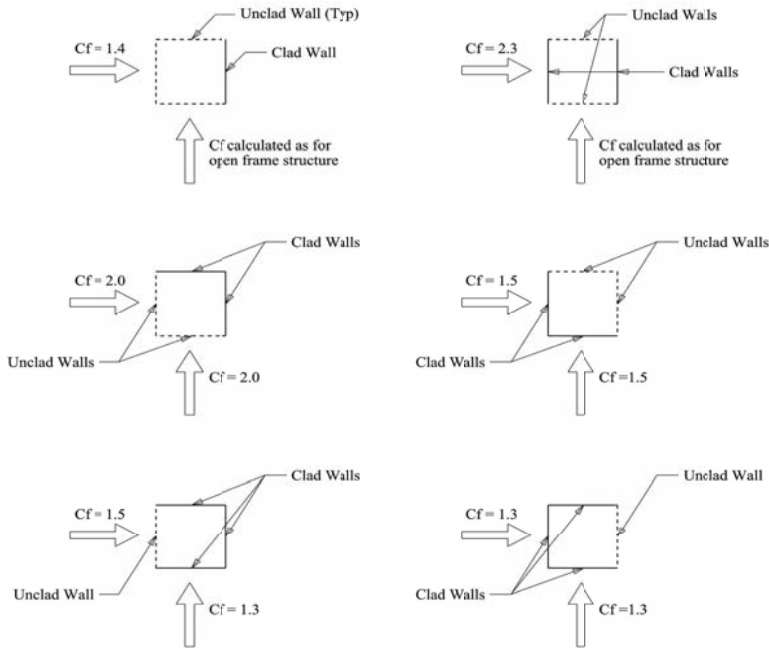 Unclad Wall (Typ)
Cf = 1.4
Clad Wall
Cf calculated as for
open frame structure
Unclad Walls
Cf = 2.3
Clad Walls
Cf calculated as for
open frame structure
Clad Walls
Cf = 2.0
Unclad Walls
Cf = 2.0
Unclad Walls
Cf = 1.5
Clad Walls
Cf =1.5
Clad Walls
Cf = 1.5
Unclad Wall
Cf = 1.3
Unclad Wall
Cf = 1.3
Clad Walls
Cf =1.3